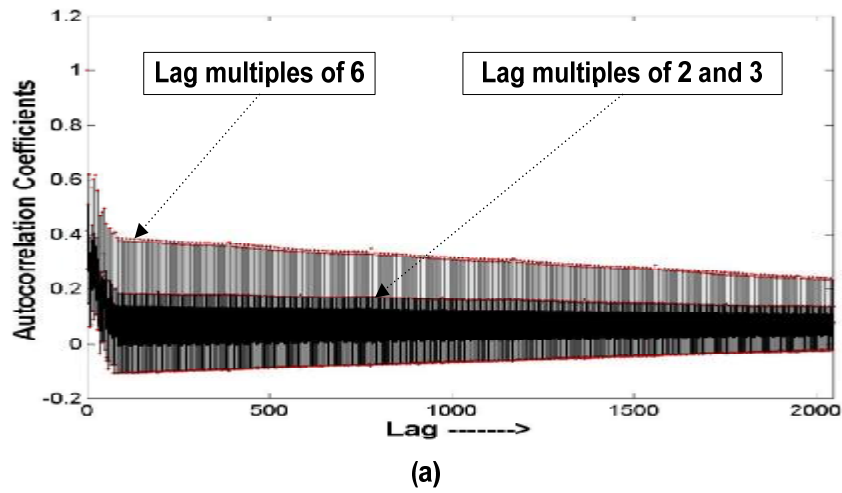 1.2
1
0.8
0.6
0.4
0.2
0
-0.2
Autocorrelation Coefficients
Lag multiples of 6
Lag multiples of 2 and 3
0
500
1000
1500
2000
Lag ------->
(a)